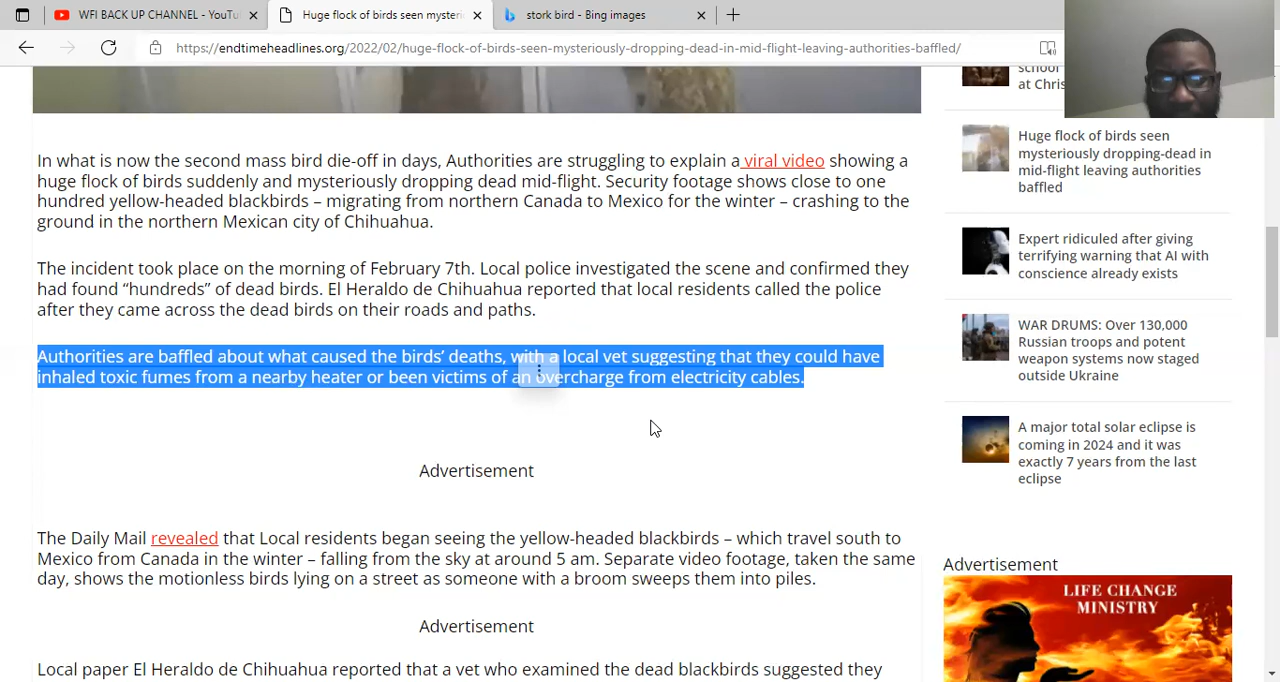 WFI BACK UP CHANNEL - YouTu
Huge flock of birds seen mysteri
stork bird - Bing images
https://endtimeheadlines.org/2022/02/huge-flock-of-birds-seen-mysteriously-dropping-dead-in-mid-flight-leaving-authorities-baffled/
In what is now the second mass bird die-off in days, Authorities are struggling to explain a viral video showing a
huge flock of birds suddenly and mysteriously dropping dead mid-flight. Security footage shows close to one
hundred yellow-headed blackbirds – migrating from northern Canada to Mexico for the winter – crashing to the
ground in the northern Mexican city of Chihuahua.
The incident took place on the morning of February 7th. Local police investigated the scene and confirmed they
had found “hundreds” of dead birds. El Heraldo de Chihuahua reported that local residents called the police
after they came across the dead birds on their roads and paths.
Authorities are baffled about what caused the birds’ deaths, with a local vet suggesting that they could have
inhaled toxic fumes from a nearby heater or been victims of an overcharge from electricity cables.
Advertisement
The Daily Mail revealed that Local residents began seeing the yellow-headed blackbirds – which travel south to
Mexico from Canada in the winter – falling from the sky at around 5 am. Separate video footage, taken the same
day, shows the motionless birds lying on a street as someone with a broom sweeps them into piles.
Advertisement
Local paper El Heraldo de Chihuahua reported that a vet who examined the dead blackbirds suggested they
school
at Chris
Huge flock of birds seen
mysteriously dropping-dead in
mid-flight leaving authorities
baffled
Expert ridiculed after giving
terrifying warning that AI with
conscience already exists
WAR DRUMS: Over 130,000
Russian troops and potent
weapon systems now staged
outside Ukraine
A major total solar eclipse is
coming in 2024 and it was
exactly 7 years from the last
eclipse
Advertisement
LIFE CHANGE
MINISTRY